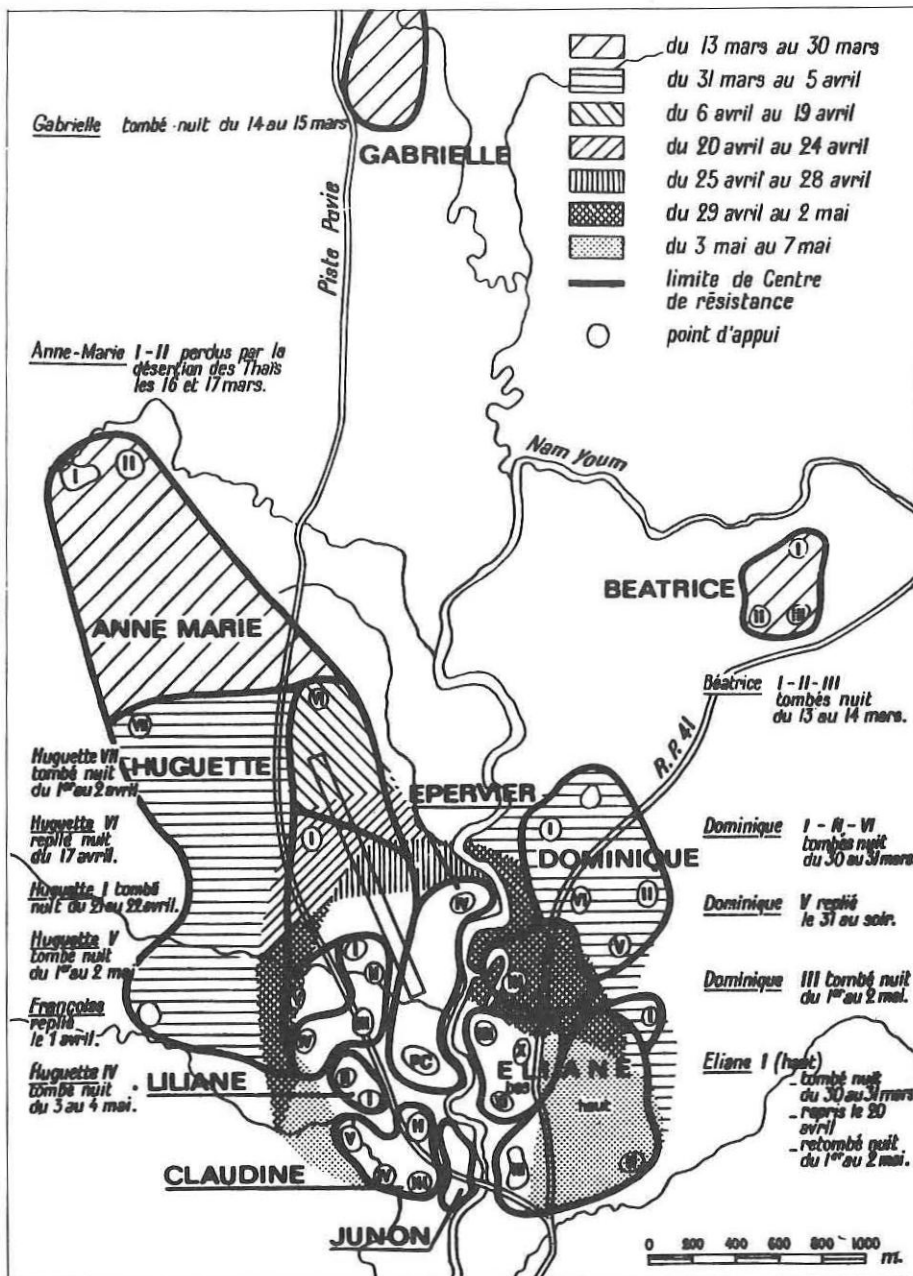 du 13 mars au 30 mars
du 31 mars au 5 avril
du 6 avril au 19 avril
du 20 avril au 24 avril
du 25 avril au 28 avril
du 29 avril au 2 mai
du 3 mai au 7 mai
limite de Centre
de résistance
point d'appui
Gabrielle tombé nuit du 14 au 15 mars
GABRIELLE
Piste Pavie
Anne-Marie I-II perdus par la
désertion des Thaïs
les 16 et 17 mars.
Nam Youm
I
II
ANNE MARIE
BEATRICE
I
II
III
Béatrice I-II-III
tombés nuit
du 13 au 14 mars.
R.P. 41
VII
VI
HUGUETTE
EPERVIER
DOMINIQUE
I
I
VI
II
V
IV
Huguette VII
tombé nuit
du 1er au 2 avril
Huguette VI
replié nuit
du 17 avril.
Huguette I tombé
nuit du 21 au 22 avril.
Huguette V
tombé nuit
du 1er au 2 mai
Françoise
replié
le 1 avril.
Huguette IV
tombé nuit
du 3 au 4 mai.
Dominique
tombés nuit
du 30 au 31 mars
Dominique V replié
le 31 au soir.
Dominique III tombé nuit
du 1er au 2 mai.
Eliane I (haut)
_ tombé nuit
du 30 au 31 mars
_ repris le 20
avril
_ retombé nuit
du 1er au 2 mai.
I
PC
X
I
ELIANE
bas
haut
LILIANE
I
V
IV
II
CLAUDINE
JUNON
0 200 400 600 800 1000
m.